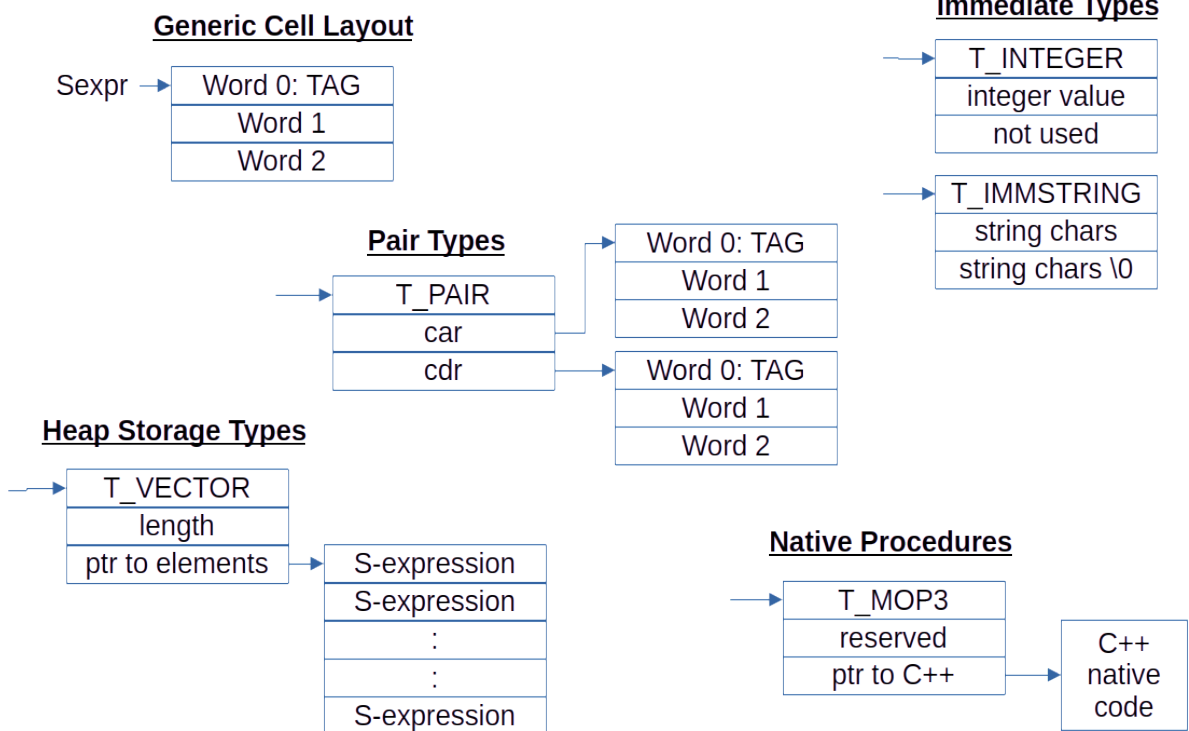 Generic Cell Layout
Sexpr
Word 0: TAG
Word 1
Word 2
Immediate Types
T_INTEGER
integer value
not used
T_IMMSTRING
string chars
string chars \0
Pair Types
T_PAIR
car
cdr
Word 0: TAG
Word 1
Word 2
Word 0: TAG
Word 1
Word 2
Heap Storage Types
T_VECTOR
length
ptr to elements
S-expression
S-expression
:
:
S-expression
Native Procedures
T_MOP3
reserved
ptr to C++
C++
native
code